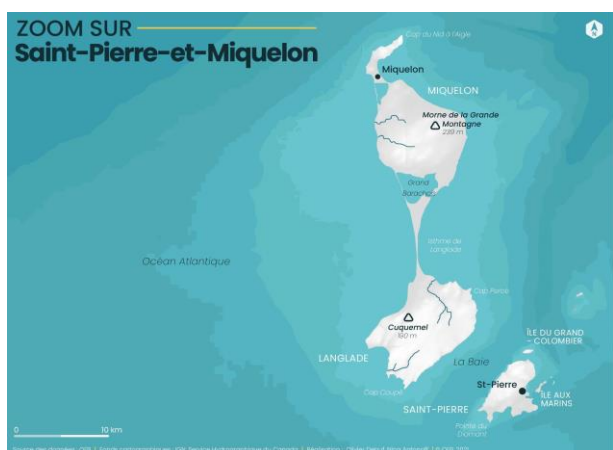 ZOOM SUR
Saint-Pierre-et-Miquelon
Cap du Nid à l'Aigle
Miquelon
MIQUELON
Morne de la Grande
Montagne
239 m
Grand
Barachois
Isthme de
Langlade
Océan Atlantique
Cap Percé
Cuquemel
190 m
ÎLE DU GRAND
- COLOMBIER
LANGLADE
La Baie
St-Pierre
Cap Coupé
ÎLE AUX
MARINS
SAINT-PIERRE
Pointe du
Diamant
0 10 km